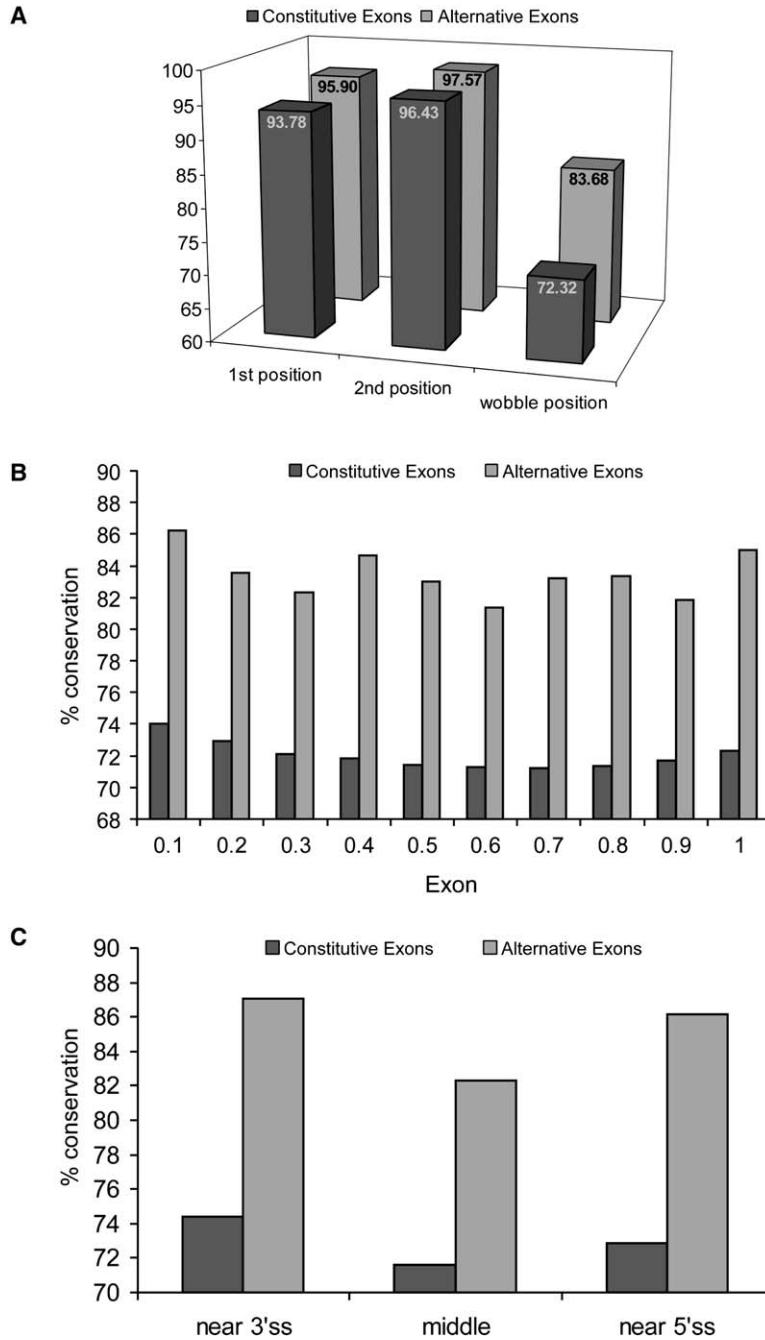 A
Constitutive Exons Alternative Exons
100
95
90
85
80
75
70
65
60
93.78
95.90
96.43
97.57
72.32
83.68
1st position
2nd position
wobble position
B
Constitutive Exons Alternative Exons
% conservation
90
88
86
84
82
80
78
76
74
72
70
68
0.1 0.2 0.3 0.4 0.5 0.6 0.7 0.8 0.9 1
Exon
C
Constitutive Exons Alternative Exons
% conservation
90
88
86
84
82
80
78
76
74
72
70
near 3'ss middle near 5'ss